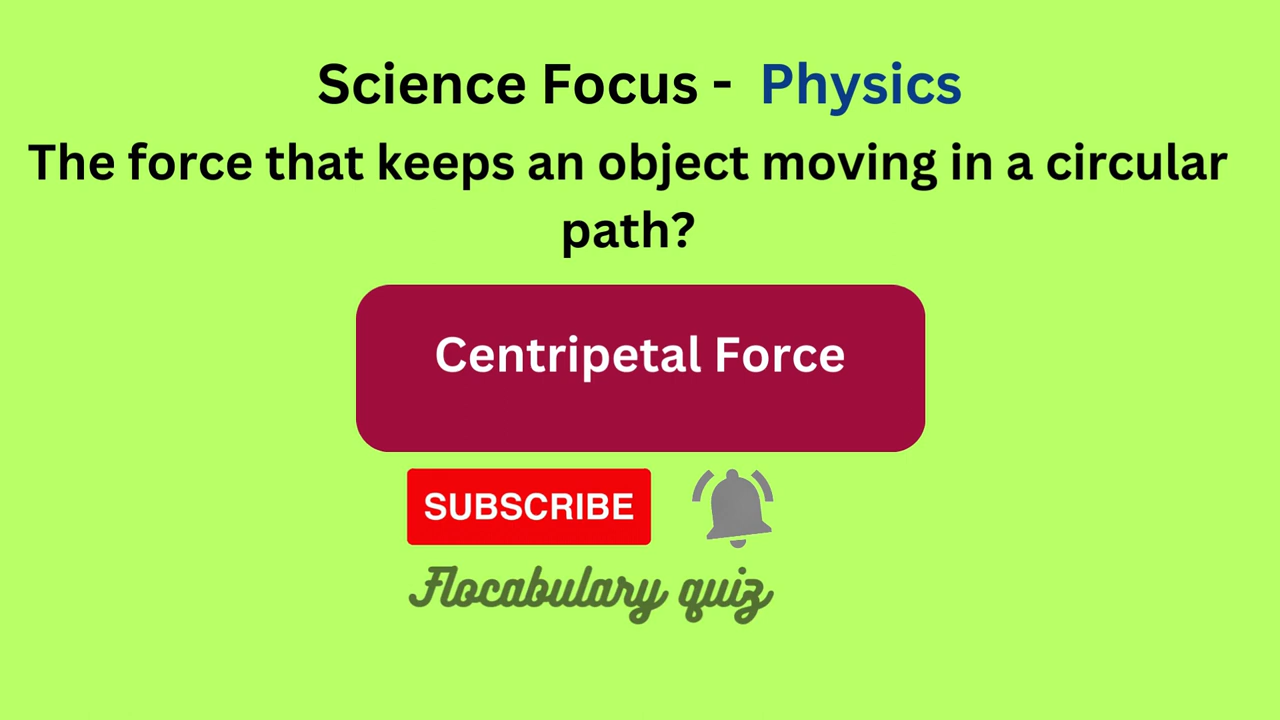 Science Focus - Physics
The force that keeps an object moving in a circular
path?
Centripetal Force
SUBSCRIBE
Flocabulary quiz